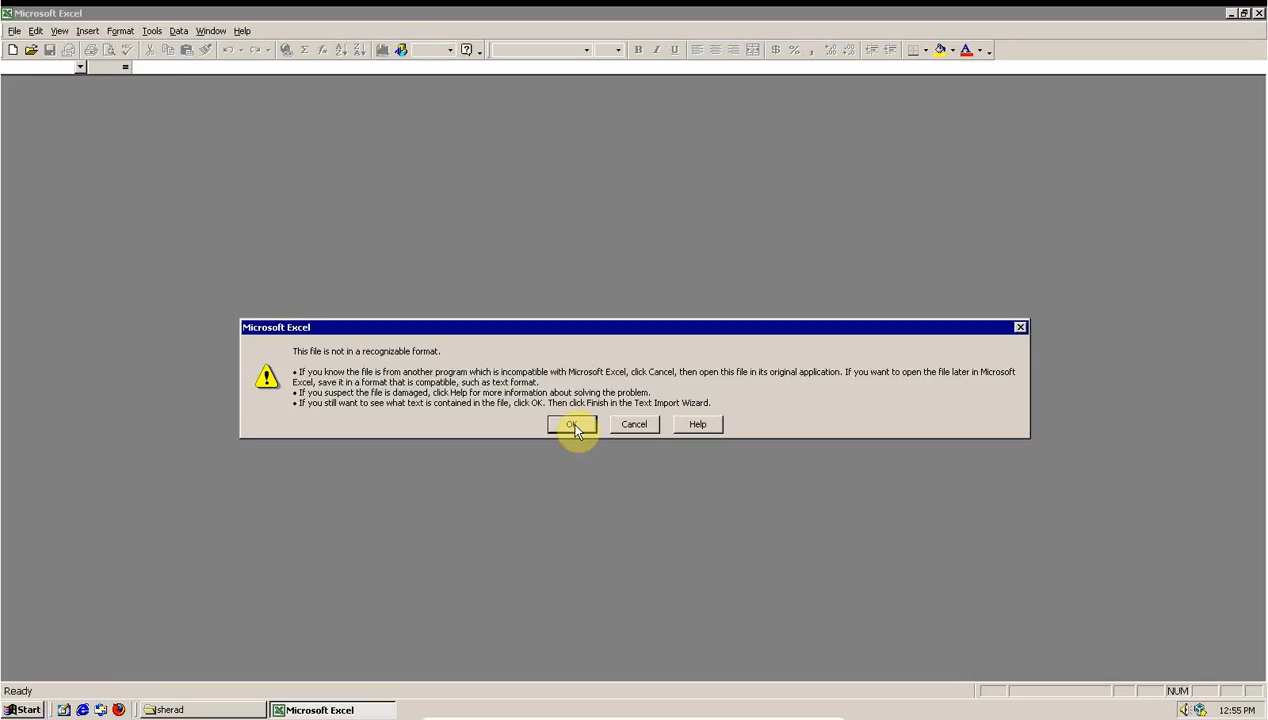 Microsoft Excel
File Edit View Insert Format Tools Data Window Help
B I U $ % , A
=
Microsoft Excel
This file is not in a recognizable format.
• If you know the file is from another program which is incompatible with Microsoft Excel, click Cancel, then open this file in its original application. If you want to open the file later in Microsoft
Excel, save it in a format that is compatible, such as text format.
• If you suspect the file is damaged, click Help for more information about solving the problem.
• If you still want to see what text is contained in the file, click OK. Then click Finish in the Text Import Wizard.
OK Cancel Help
Ready NUM
Start sherad Microsoft Excel 12:55 PM